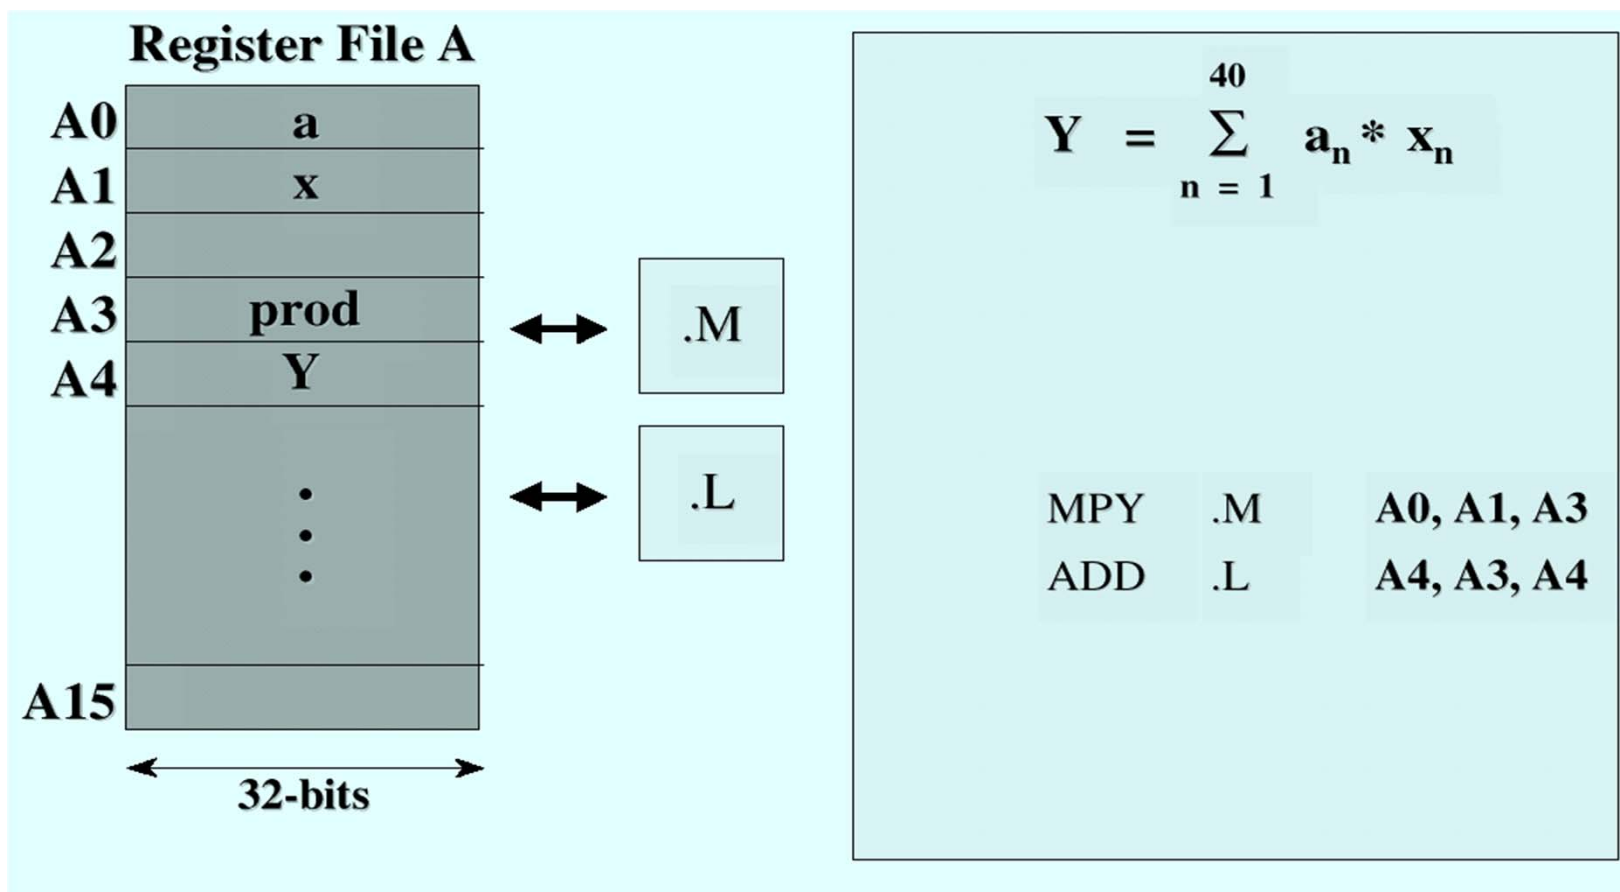 Register File A
A0 a
A1 x
A2
A3 prod
A4 Y
A15
32-bits
.M
.L
40
Y = ∑ aₙ * xₙ
n = 1
MPY .M A0, A1, A3
ADD .L A4, A3, A4